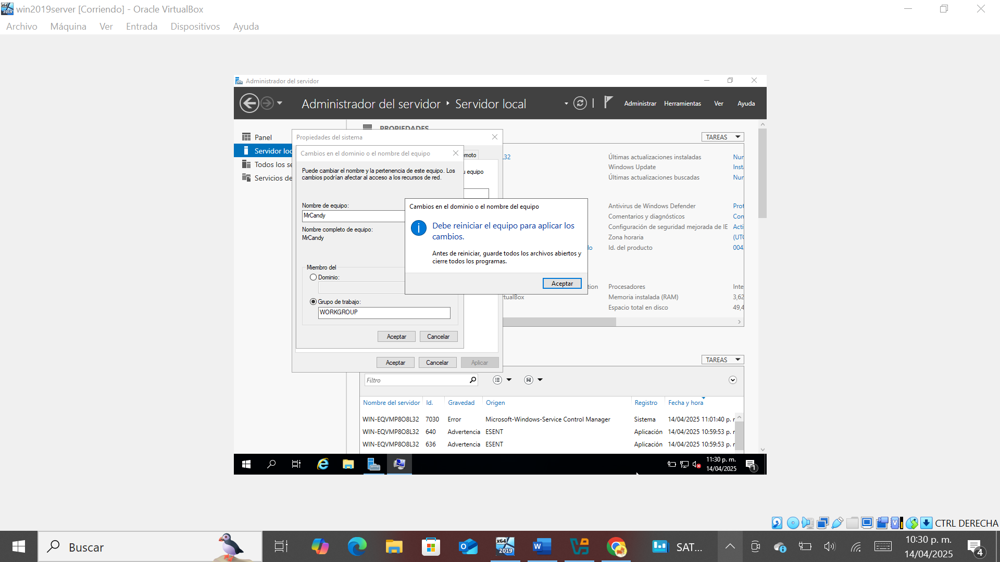 win2019server [Corriendo] - Oracle VirtualBox
Archivo Máquina Ver Entrada Dispositivos Ayuda
Administrador del servidor
Administrador del servidor Servidor local
Administrar Herramientas Ver Ayuda
Panel
Servidor loc
Todos los se
Servicios de
PROPIEDADES
TAREAS
Propiedades del sistema
Cambios en el dominio o el nombre del equipo
emoto
Puede cambiar el nombre y la pertenencia de este equipo. Los
cambios podrían afectar al acceso a los recursos de red.
u equipo
Nombre de equipo:
MrCandy
Nombre completo de equipo:
MrCandy
Miembro del
Dominio:
Grupo de trabajo:
WORKGROUP
Aceptar Cancelar
Aceptar Cancelar Aplicar
Cambios en el dominio o el nombre del equipo
Debe reiniciar el equipo para aplicar los
cambios.
Antes de reiniciar, guarde todos los archivos abiertos y
cierre todos los programas.
Aceptar
L32
lo
tion
rtualBox
Últimas actualizaciones instaladas Nun
Windows Update Insta
Últimas actualizaciones buscadas Nun
Antivirus de Windows Defender Prot
Comentarios y diagnósticos Con
Configuración de seguridad mejorada de IE Acti
Zona horaria (UTC
Id. del producto 004
Procesadores Inte
Memoria instalada (RAM) 3,62
Espacio total en disco 49,4
TAREAS
Filtro
Nombre del servidor Id. Gravedad Origen Registro Fecha y hora
WIN-EQVMP8O8L32 7030 Error Microsoft-Windows-Service Control Manager Sistema 14/04/2025 11:01:40 p. r
WIN-EQVMP8O8L32 640 Advertencia ESENT Aplicación 14/04/2025 10:59:53 p. r
WIN-EQVMP8O8L32 636 Advertencia ESENT Aplicación 14/04/2025 10:59:53 p. r
11:30 p. m.
14/04/2025
1
CTRL DERECHA
Buscar
x64
2019
SAT...
10:30 p. m.
14/04/2025
4